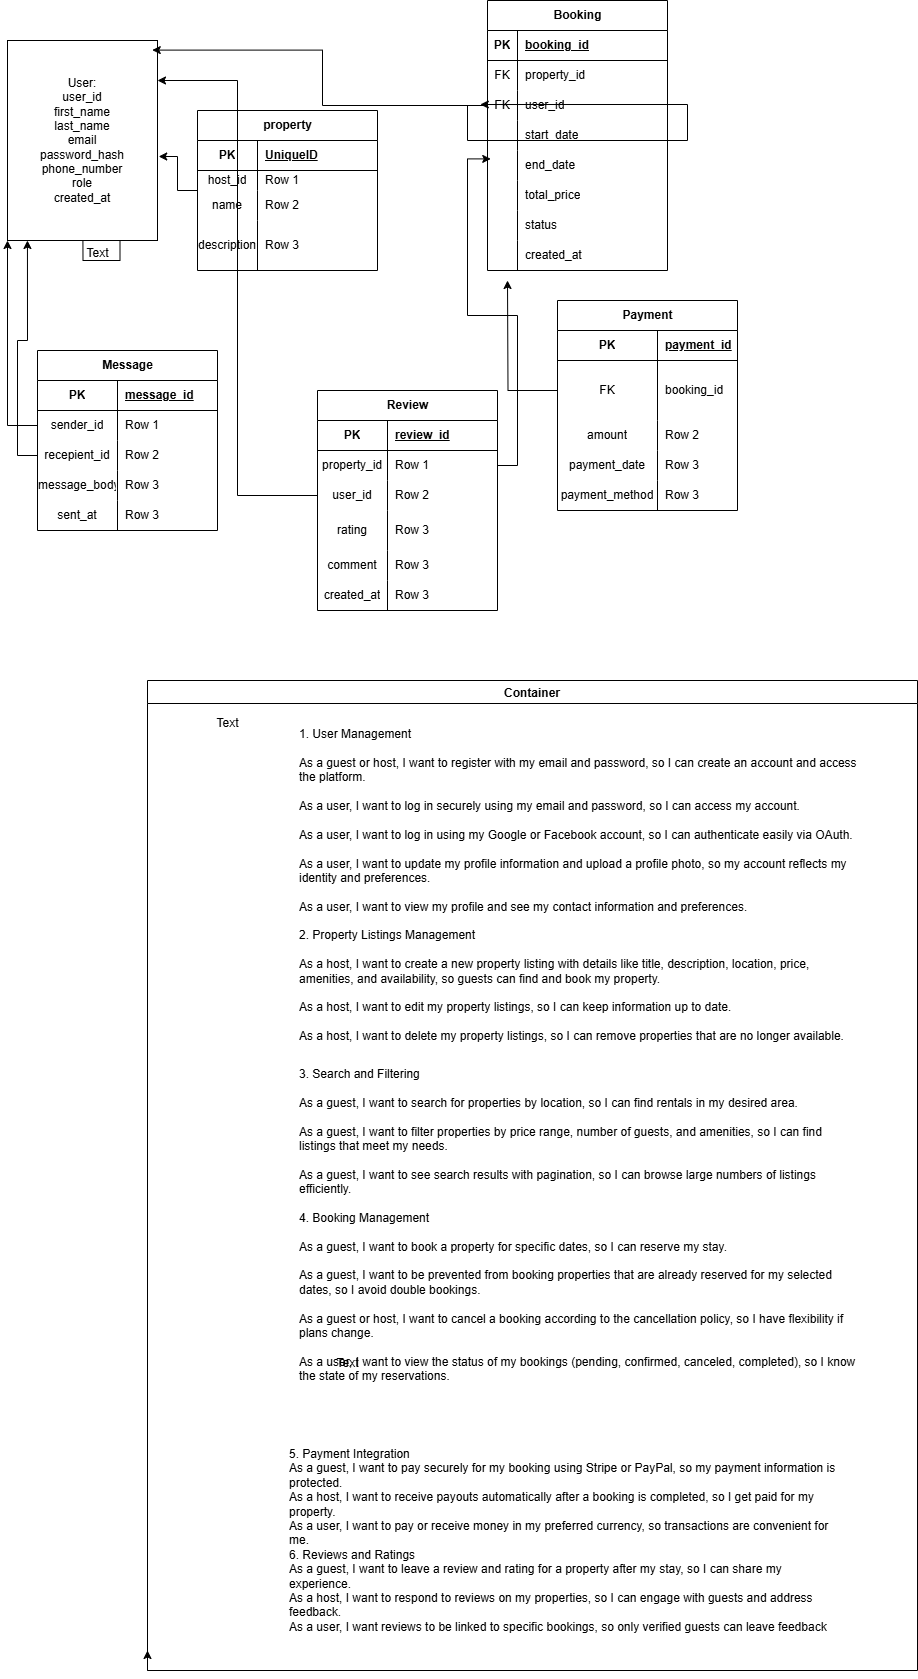 User:
user_id
first_name
last_name
email
password_hash
phone_number
role
created_at
Text
property
PK UniqueID
host_id Row 1
name Row 2
description Row 3
Booking
PK booking_id
FK property_id
FK user_id
start_date
end_date
total_price
status
created_at
Message
PK message_id
sender_id Row 1
recepient_id Row 2
message_body Row 3
sent_at Row 3
Review
PK review_id
property_id Row 1
user_id Row 2
rating Row 3
comment Row 3
created_at Row 3
Payment
PK payment_id
FK booking_id
amount Row 2
payment_date Row 3
payment_method Row 3
Container
Text
1. User Management
As a guest or host, I want to register with my email and password, so I can create an account and access
the platform.
As a user, I want to log in securely using my email and password, so I can access my account.
As a user, I want to log in using my Google or Facebook account, so I can authenticate easily via OAuth.
As a user, I want to update my profile information and upload a profile photo, so my account reflects my
identity and preferences.
As a user, I want to view my profile and see my contact information and preferences.
2. Property Listings Management
As a host, I want to create a new property listing with details like title, description, location, price,
amenities, and availability, so guests can find and book my property.
As a host, I want to edit my property listings, so I can keep information up to date.
As a host, I want to delete my property listings, so I can remove properties that are no longer available.
3. Search and Filtering
As a guest, I want to search for properties by location, so I can find rentals in my desired area.
As a guest, I want to filter properties by price range, number of guests, and amenities, so I can find
listings that meet my needs.
As a guest, I want to see search results with pagination, so I can browse large numbers of listings
efficiently.
4. Booking Management
As a guest, I want to book a property for specific dates, so I can reserve my stay.
As a guest, I want to be prevented from booking properties that are already reserved for my selected
dates, so I avoid double bookings.
As a guest or host, I want to cancel a booking according to the cancellation policy, so I have flexibility if
plans change.
As a user, I want to view the status of my bookings (pending, confirmed, canceled, completed), so I know
the state of my reservations.
Text
5. Payment Integration
As a guest, I want to pay securely for my booking using Stripe or PayPal, so my payment information is
protected.
As a host, I want to receive payouts automatically after a booking is completed, so I get paid for my
property.
As a user, I want to pay or receive money in my preferred currency, so transactions are convenient for
me.
6. Reviews and Ratings
As a guest, I want to leave a review and rating for a property after my stay, so I can share my
experience.
As a host, I want to respond to reviews on my properties, so I can engage with guests and address
feedback.
As a user, I want reviews to be linked to specific bookings, so only verified guests can leave feedback